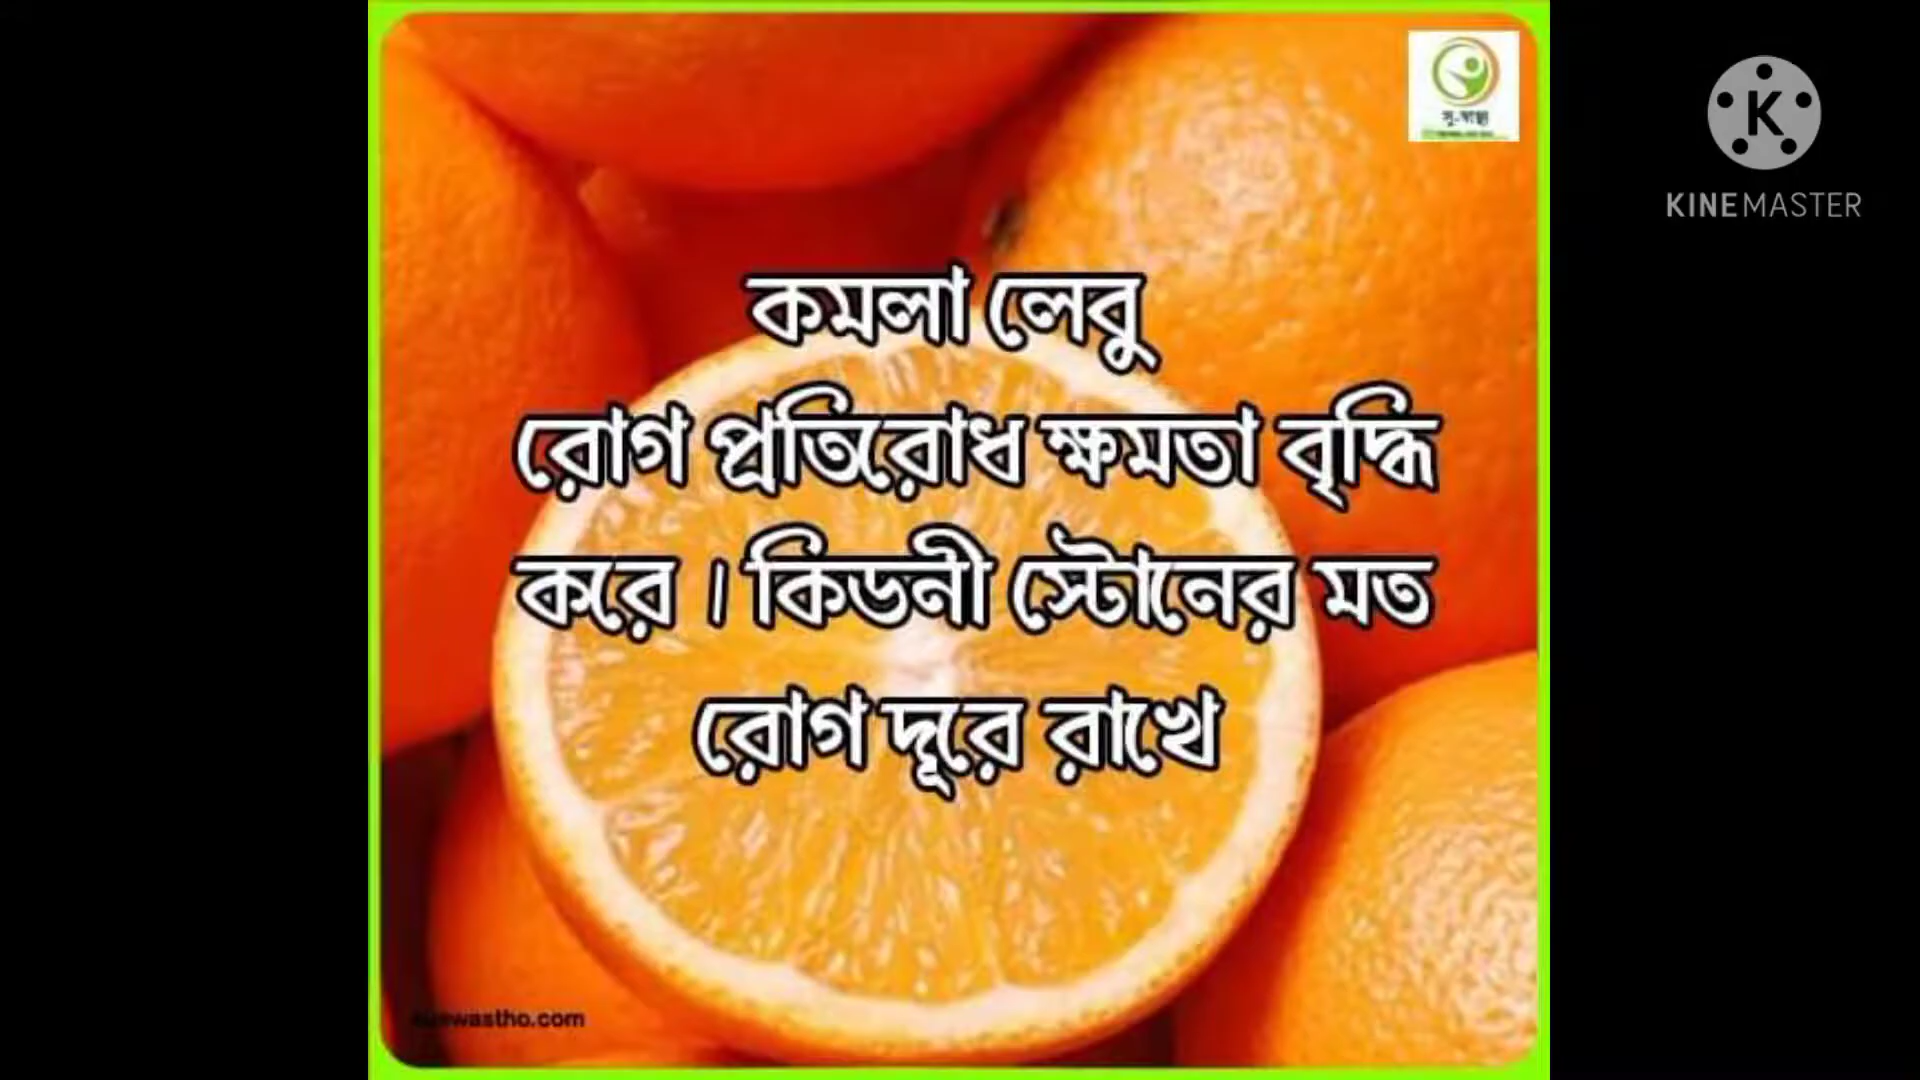 সু-স্বাস্থ্য
KINEMASTER
কমলা লেবু
রোগ প্রতিরোধ ক্ষমতা বৃদ্ধি
করে । কিডনী স্টোনের মত
রোগ দূরে রাখে